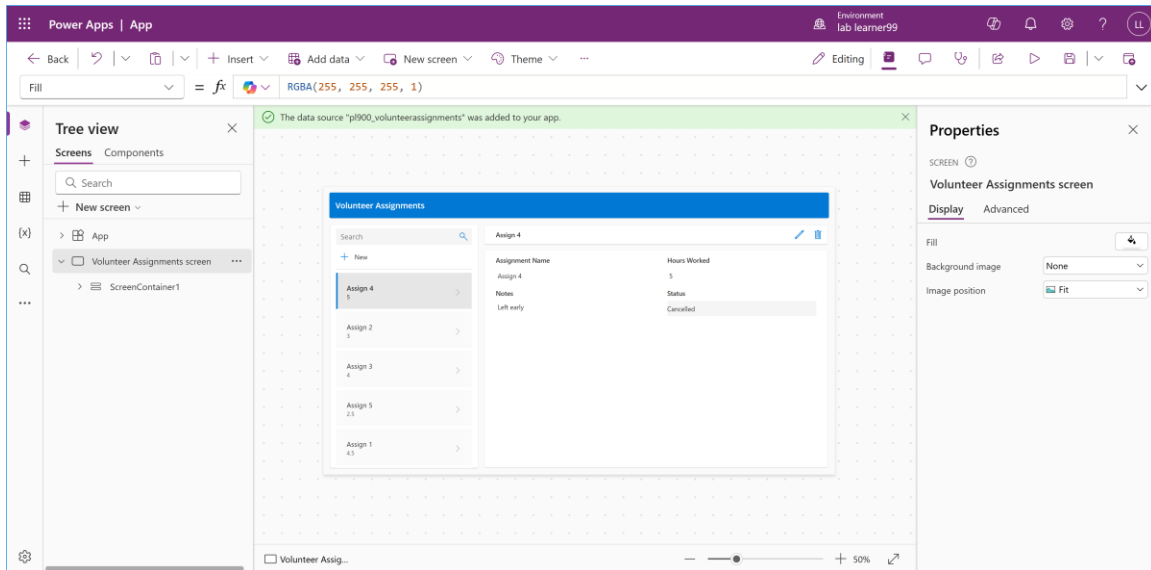 Power Apps | App
Environment
lab learner99
LL
Back
Insert
Add data
New screen
Theme
Editing
Fill
= fx
RGBA(255, 255, 255, 1)
Tree view
Screens Components
Search
New screen
App
Volunteer Assignments screen
ScreenContainer1
The data source "pl900_volunteerassignments" was added to your app.
Volunteer Assignments
Search
New
Assign 4
5
Assign 2
3
Assign 3
4
Assign 5
2.5
Assign 1
4.5
Assign 4
Assignment Name Hours Worked
Assign 4 5
Notes Status
Left early Cancelled
Volunteer Assig...
50%
Properties
SCREEN
Volunteer Assignments screen
Display Advanced
Fill
Background image None
Image position Fit